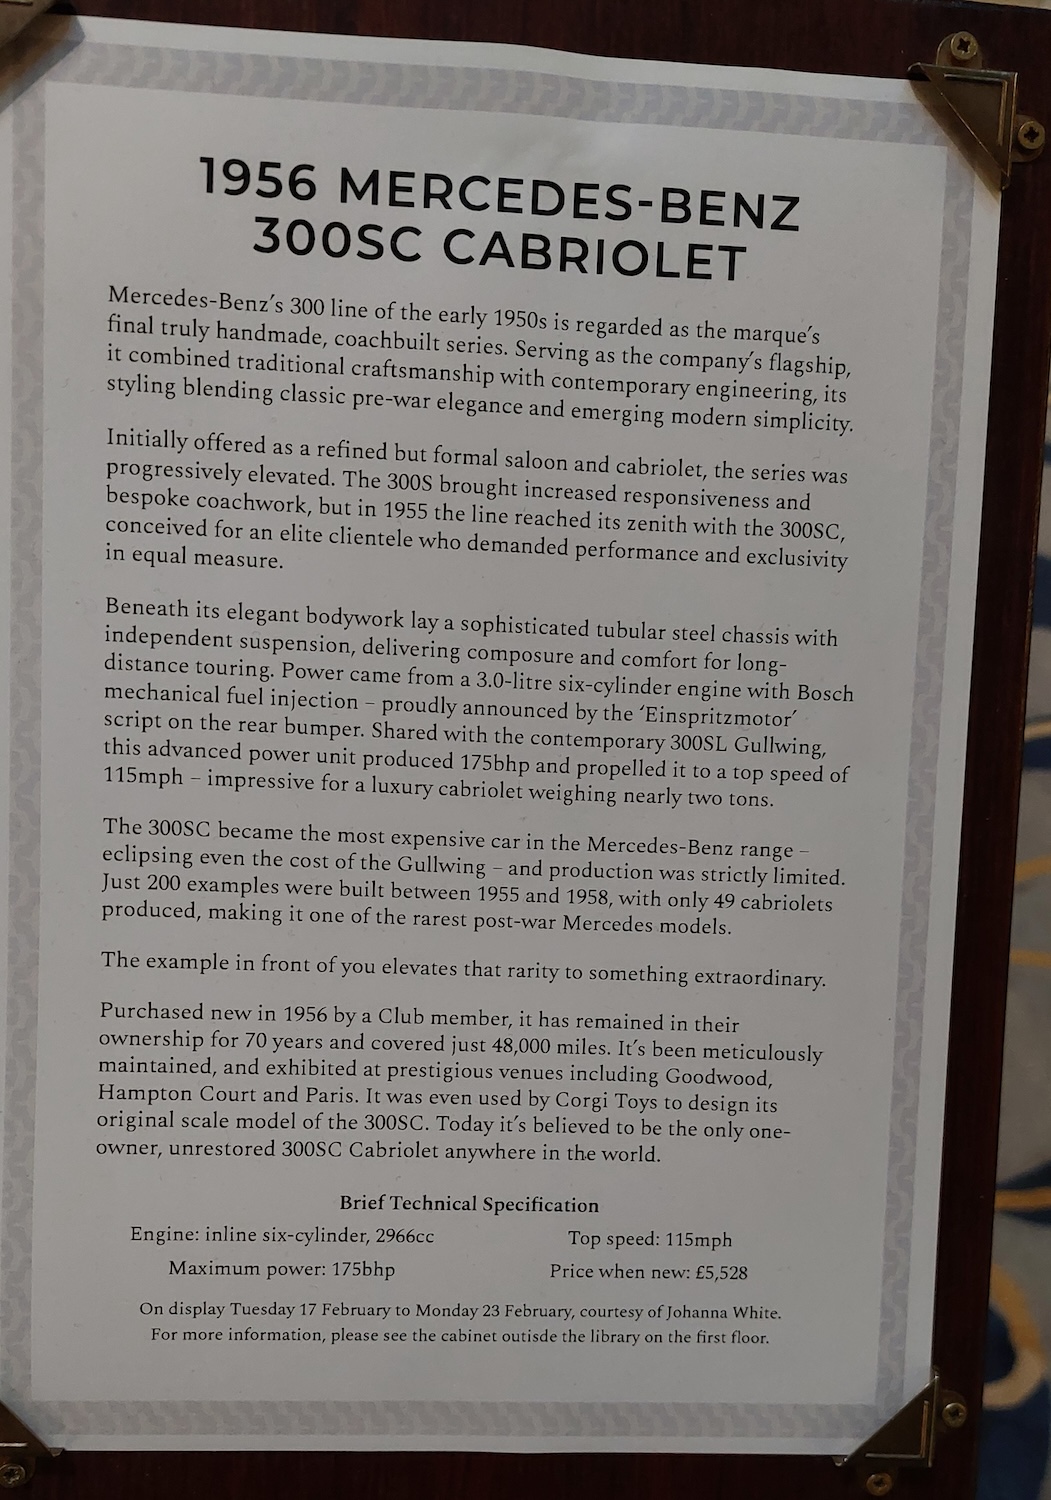 1956 MERCEDES-BENZ
300SC CABRIOLET
Mercedes-Benz's 300 line of the early 1950s is regarded as the marque's
final truly handmade, coachbuilt series. Serving as the company's flagship,
it combined traditional craftsmanship with contemporary engineering, its
styling blending classic pre-war elegance and emerging modern simplicity.
Initially offered as a refined but formal saloon and cabriolet, the series was
progressively elevated. The 300S brought increased responsiveness and
bespoke coachwork, but in 1955 the line reached its zenith with the 300SC,
conceived for an elite clientele who demanded performance and exclusivity
in equal measure.
Beneath its elegant bodywork lay a sophisticated tubular steel chassis with
independent suspension, delivering composure and comfort for long-
distance touring. Power came from a 3.0-litre six-cylinder engine with Bosch
mechanical fuel injection – proudly announced by the ‘Einspritzmotor’
script on the rear bumper. Shared with the contemporary 300SL Gullwing,
this advanced power unit produced 175bhp and propelled it to a top speed of
115mph – impressive for a luxury cabriolet weighing nearly two tons.
The 300SC became the most expensive car in the Mercedes-Benz range –
eclipsing even the cost of the Gullwing – and production was strictly limited.
Just 200 examples were built between 1955 and 1958, with only 49 cabriolets
produced, making it one of the rarest post-war Mercedes models.
The example in front of you elevates that rarity to something extraordinary.
Purchased new in 1956 by a Club member, it has remained in their
ownership for 70 years and covered just 48,000 miles. It's been meticulously
maintained, and exhibited at prestigious venues including Goodwood,
Hampton Court and Paris. It was even used by Corgi Toys to design its
original scale model of the 300SC. Today it's believed to be the only one-
owner, unrestored 300SC Cabriolet anywhere in the world.
Brief Technical Specification
Engine: inline six-cylinder, 2966cc Top speed: 115mph
Maximum power: 175bhp Price when new: £5,528
On display Tuesday 17 February to Monday 23 February, courtesy of Johanna White.
For more information, please see the cabinet outisde the library on the first floor.